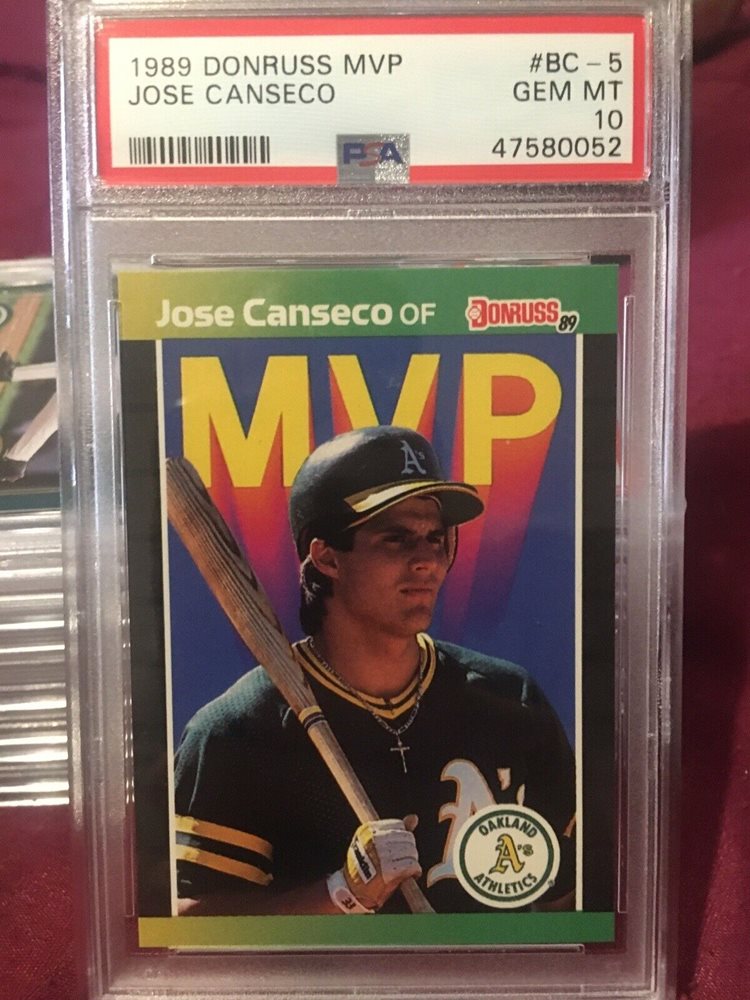 1989 DONRUSS MVP #BC-5
JOSE CANSECO GEM MT
10
PSA 47580052
Jose Canseco OF DONRUSS 89
MVP
A's
A's
OAKLAND
A's
ATHLETICS
Franklin